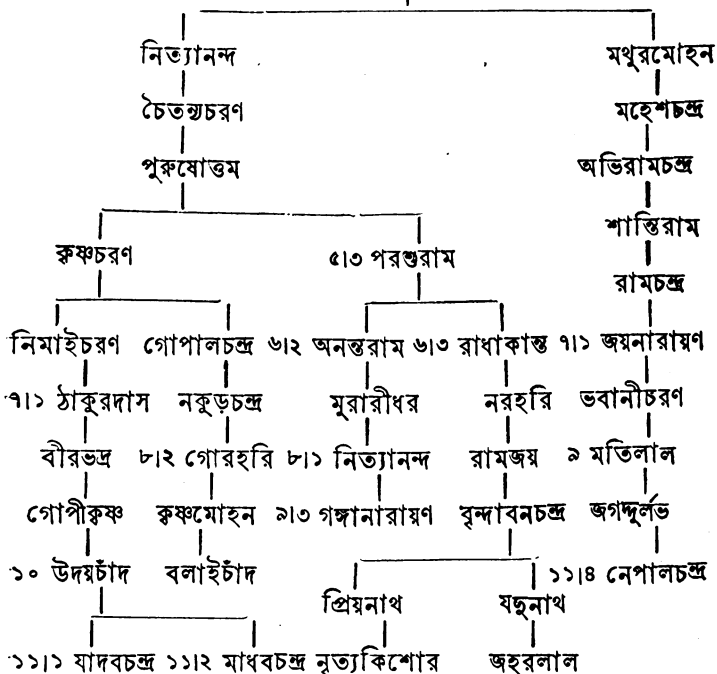 নিত্যানন্দ মথুরমোহন
চৈতন্যচরণ মহেশচন্দ্র
পুরুষোত্তম অভিরামচন্দ্র
শান্তিরাম
কৃষ্ণচরণ ৫।৩ পরশুরাম
রামচন্দ্র
নিমাইচরণ গোপালচন্দ্র ৬।২ অনন্তরাম ৬।৩ রাধাকান্ত ৭।১ জয়নারায়ণ
৭।১ ঠাকুরদাস নকুড়চন্দ্র মুরারীধর নরহরি ভবানীচরণ
বীরভদ্র ৮।২ গৌরহরি ৮।১ নিত্যানন্দ রামজয় ৯ মতিলাল
গোপীকৃষ্ণ কৃষ্ণমোহন ৯।৩ গঙ্গানারায়ণ বৃন্দাবনচন্দ্র জগদ্দুর্লভ
১০ উদয়চাঁদ বলাইচাঁদ ১১।৪ নেপালচন্দ্র
প্রিয়নাথ যদুনাথ
১১।১ যাদবচন্দ্র ১১।২ মাধবচন্দ্র নৃত্যকিশোর জহরলাল